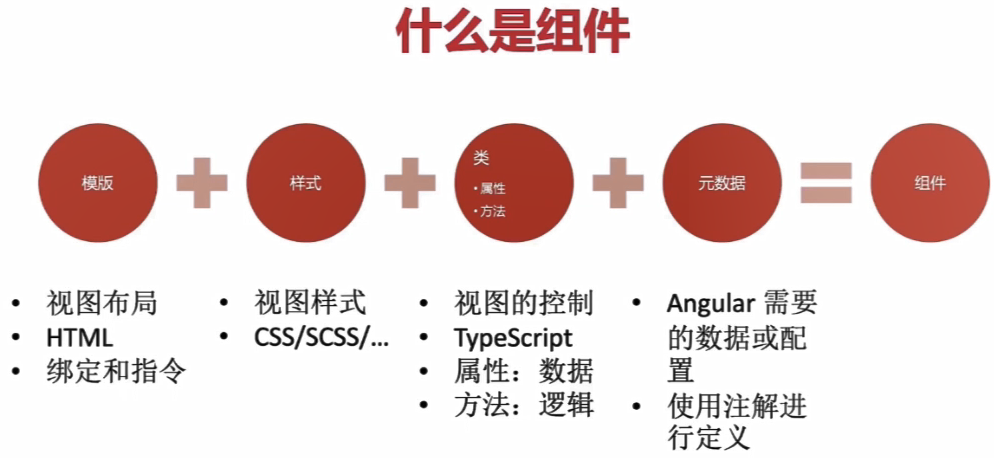 什么是组件
模版
样式
类
• 属性
• 方法
元数据
组件
• 视图布局
• HTML
• 绑定和指令
• 视图样式
• CSS/SCSS/...
• 视图的控制
• TypeScript
• 属性：数据
• 方法：逻辑
• Angular 需要
的数据或配
置
• 使用注解进
行定义